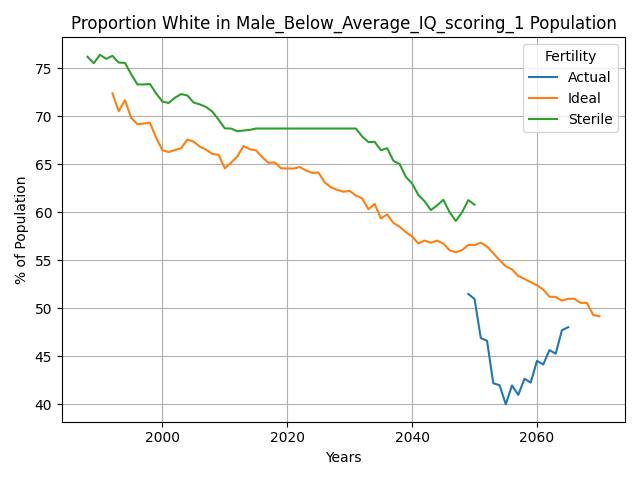 Proportion White in Male_Below_Average_IQ_scoring_1 Population
Fertility
Actual
Ideal
Sterile
% of Population
75
70
65
60
55
50
45
40
2000
2020
2040
2060
Years